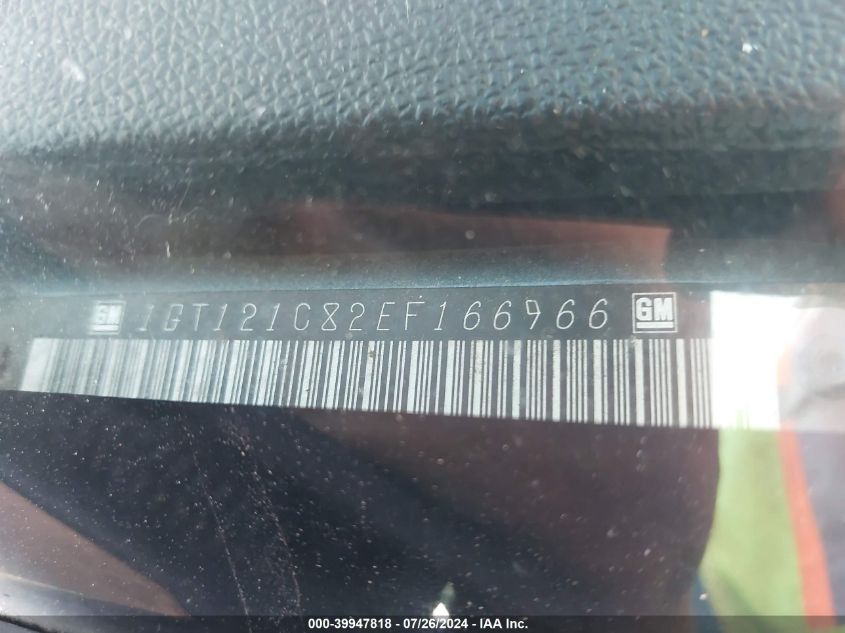 GM 1GT121C82EF166966 GM
000-39947818 - 07/26/2024 - IAA Inc.